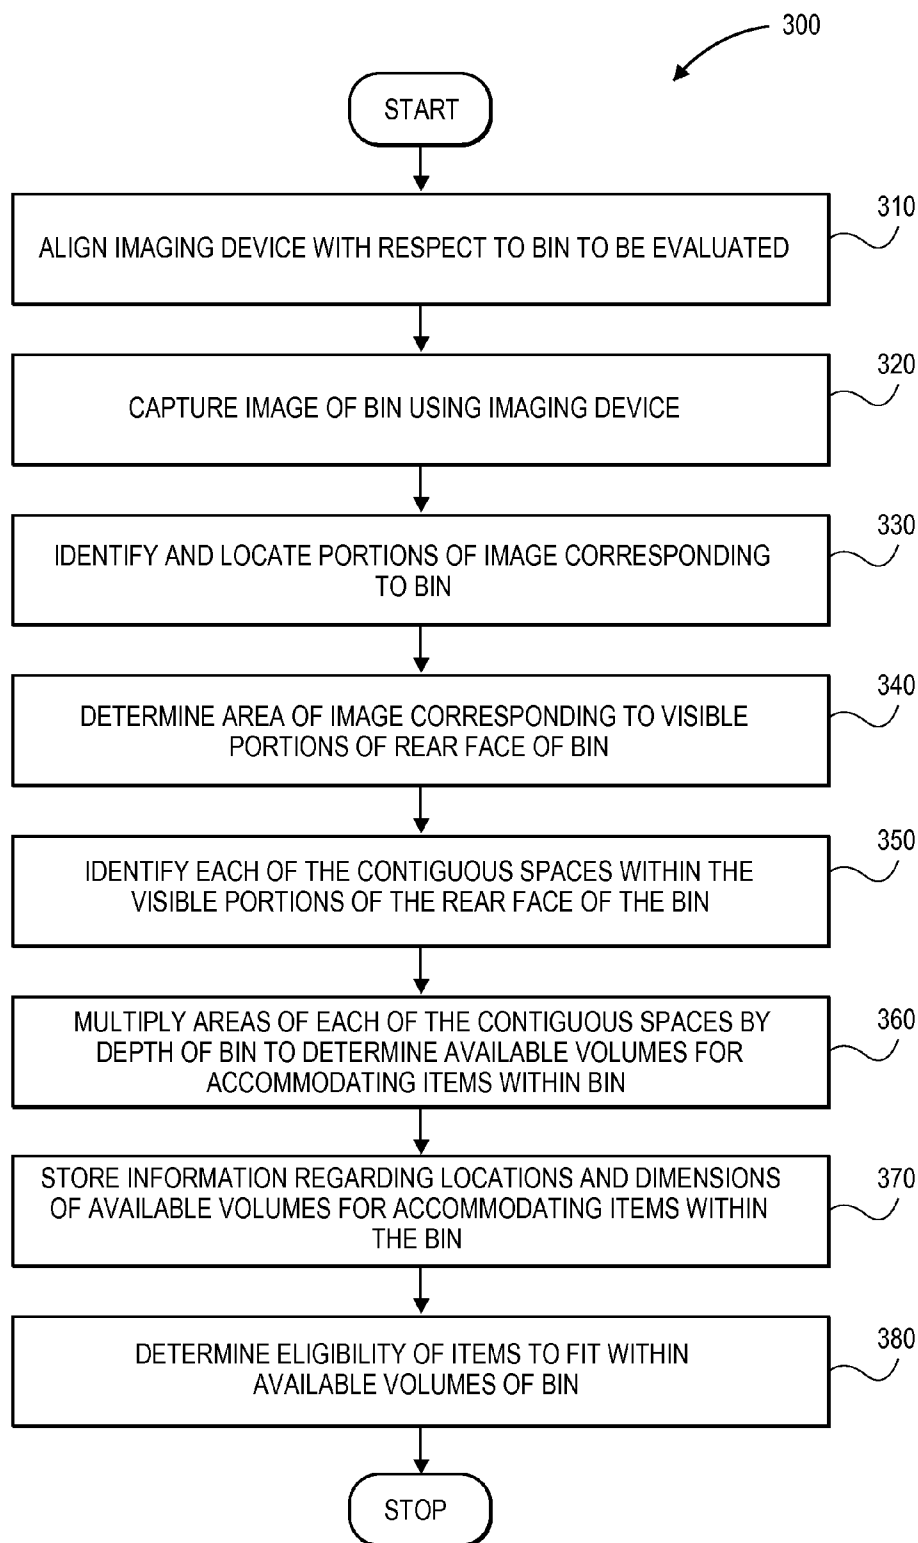 300
START
310
ALIGN IMAGING DEVICE WITH RESPECT TO BIN TO BE EVALUATED
320
CAPTURE IMAGE OF BIN USING IMAGING DEVICE
330
IDENTIFY AND LOCATE PORTIONS OF IMAGE CORRESPONDING
TO BIN
340
DETERMINE AREA OF IMAGE CORRESPONDING TO VISIBLE
PORTIONS OF REAR FACE OF BIN
350
IDENTIFY EACH OF THE CONTIGUOUS SPACES WITHIN THE
VISIBLE PORTIONS OF THE REAR FACE OF THE BIN
360
MULTIPLY AREAS OF EACH OF THE CONTIGUOUS SPACES BY
DEPTH OF BIN TO DETERMINE AVAILABLE VOLUMES FOR
ACCOMMODATING ITEMS WITHIN BIN
370
STORE INFORMATION REGARDING LOCATIONS AND DIMENSIONS
OF AVAILABLE VOLUMES FOR ACCOMMODATING ITEMS WITHIN
THE BIN
380
DETERMINE ELIGIBILITY OF ITEMS TO FIT WITHIN
AVAILABLE VOLUMES OF BIN
STOP